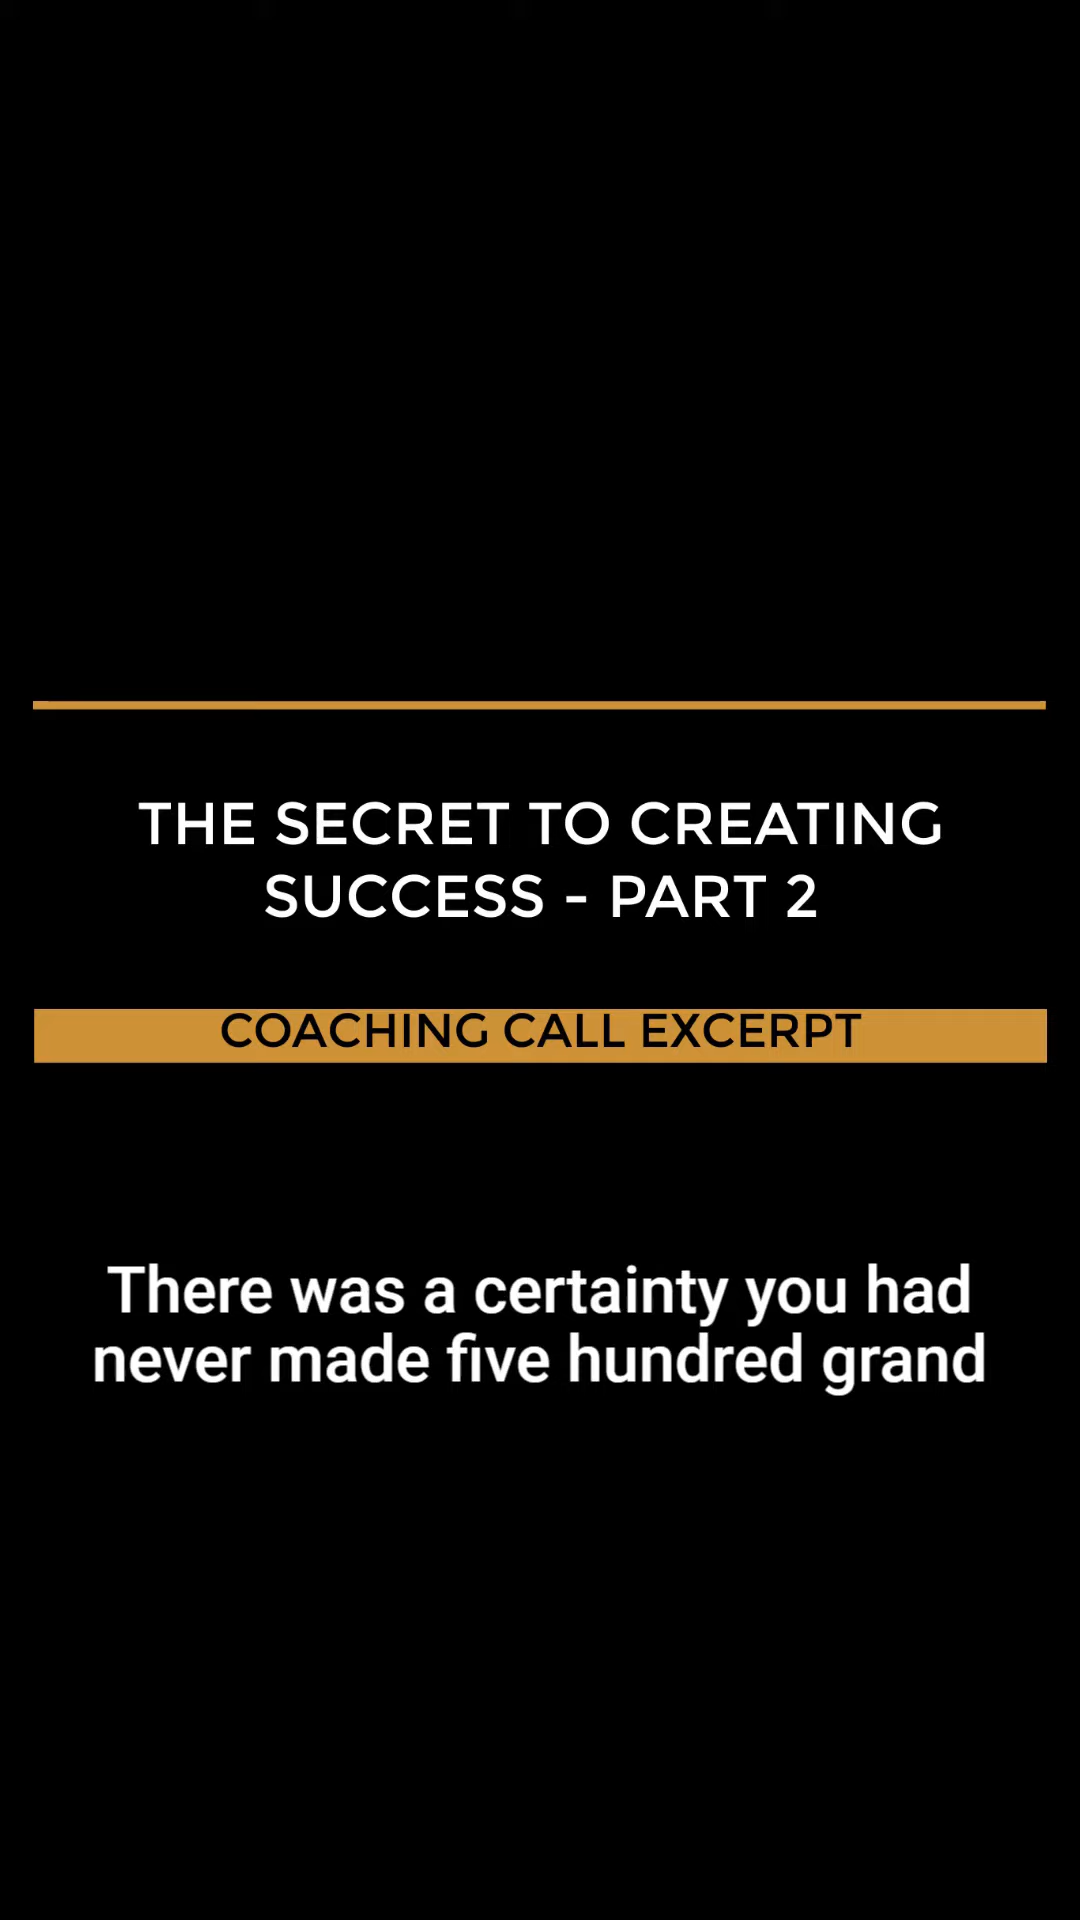 THE SECRET TO CREATING
SUCCESS - PART 2
COACHING CALL EXCERPT
There was a certainty you had
never made five hundred grand